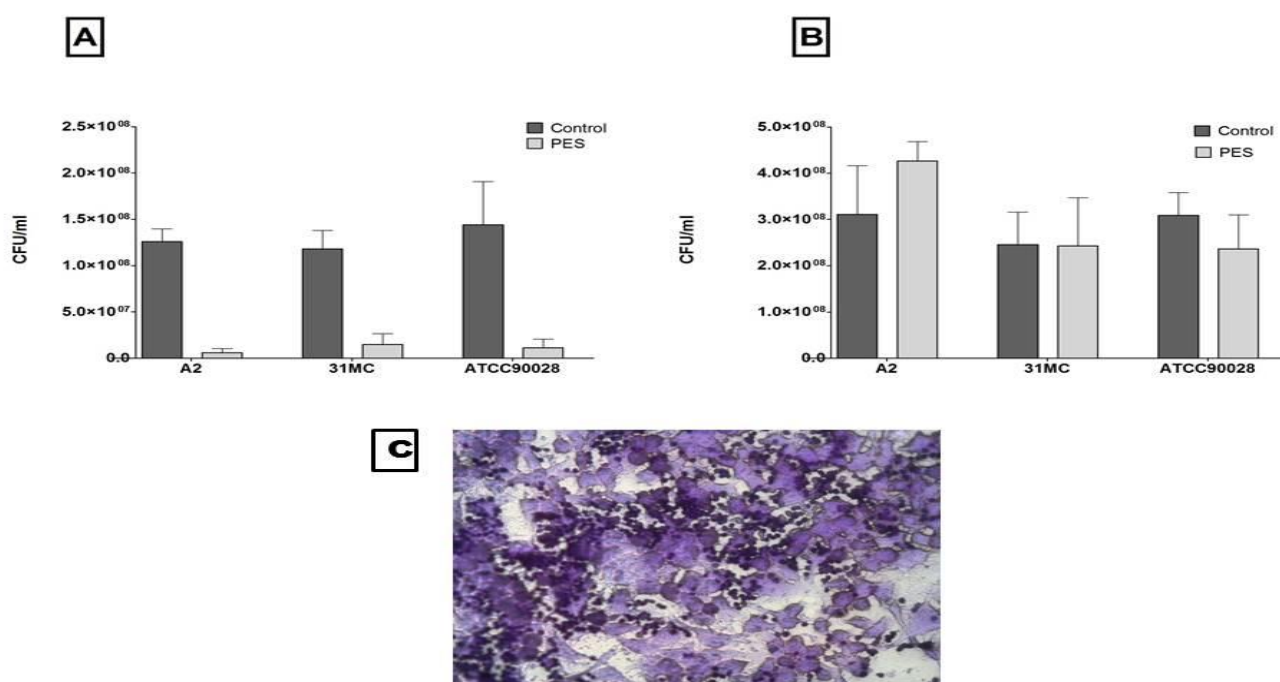 A
CFU/ml
2.5×10⁰⁸
2.0×10⁰⁸
1.5×10⁰⁸
1.0×10⁰⁸
5.0×10⁰⁷
0.0
A2 31MC ATCC90028
Control
PES
B
CFU/ml
5.0×10⁰⁸
4.0×10⁰⁸
3.0×10⁰⁸
2.0×10⁰⁸
1.0×10⁰⁸
0.0
A2 31MC ATCC90028
Control
PES
C